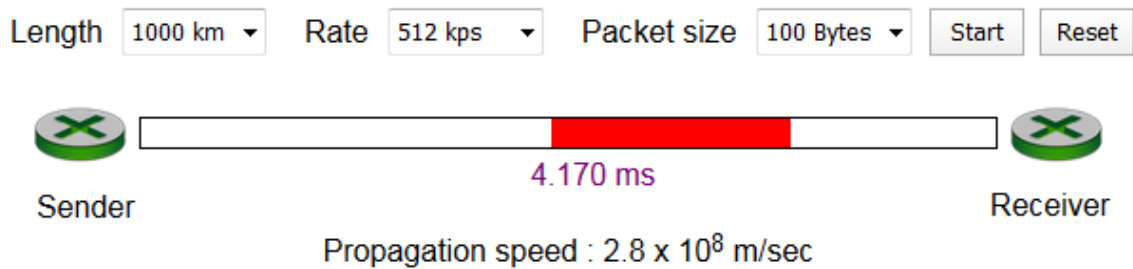 Length 1000 km Rate 512 kps Packet size 100 Bytes Start Reset
4.170 ms
Sender Receiver
Propagation speed : 2.8 x 10⁸ m/sec